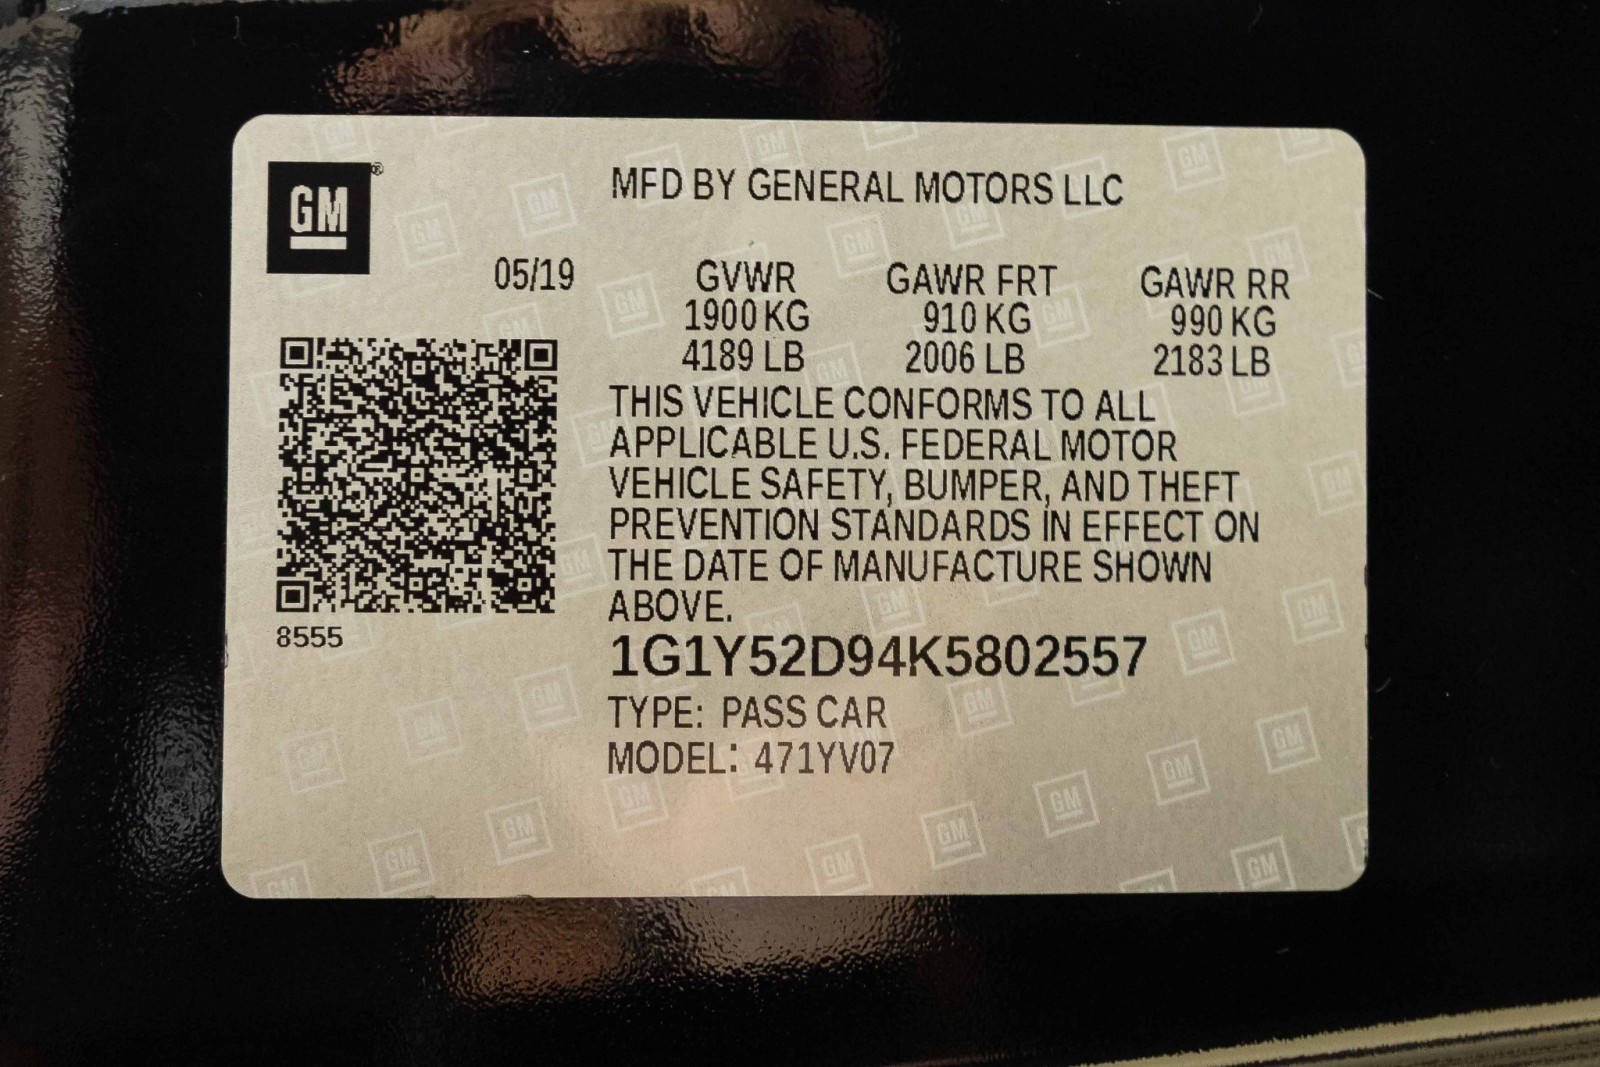 GM ®
MFD BY GENERAL MOTORS LLC
05/19 GVWR GAWR FRT GAWR RR
1900 KG 910 KG 990 KG
4189 LB 2006 LB 2183 LB
THIS VEHICLE CONFORMS TO ALL
APPLICABLE U.S. FEDERAL MOTOR
VEHICLE SAFETY, BUMPER, AND THEFT
PREVENTION STANDARDS IN EFFECT ON
THE DATE OF MANUFACTURE SHOWN
ABOVE.
8555
1G1Y52D94K5802557
TYPE: PASS CAR
MODEL: 471YV07